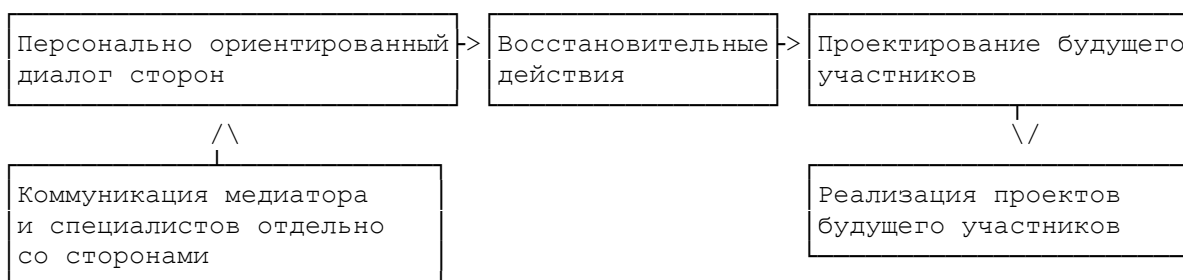 Персонально ориентированный
диалог сторон
Восстановительные
действия
Проектирование будущего
участников
Коммуникация медиатора
и специалистов отдельно
со сторонами
Реализация проектов
будущего участников